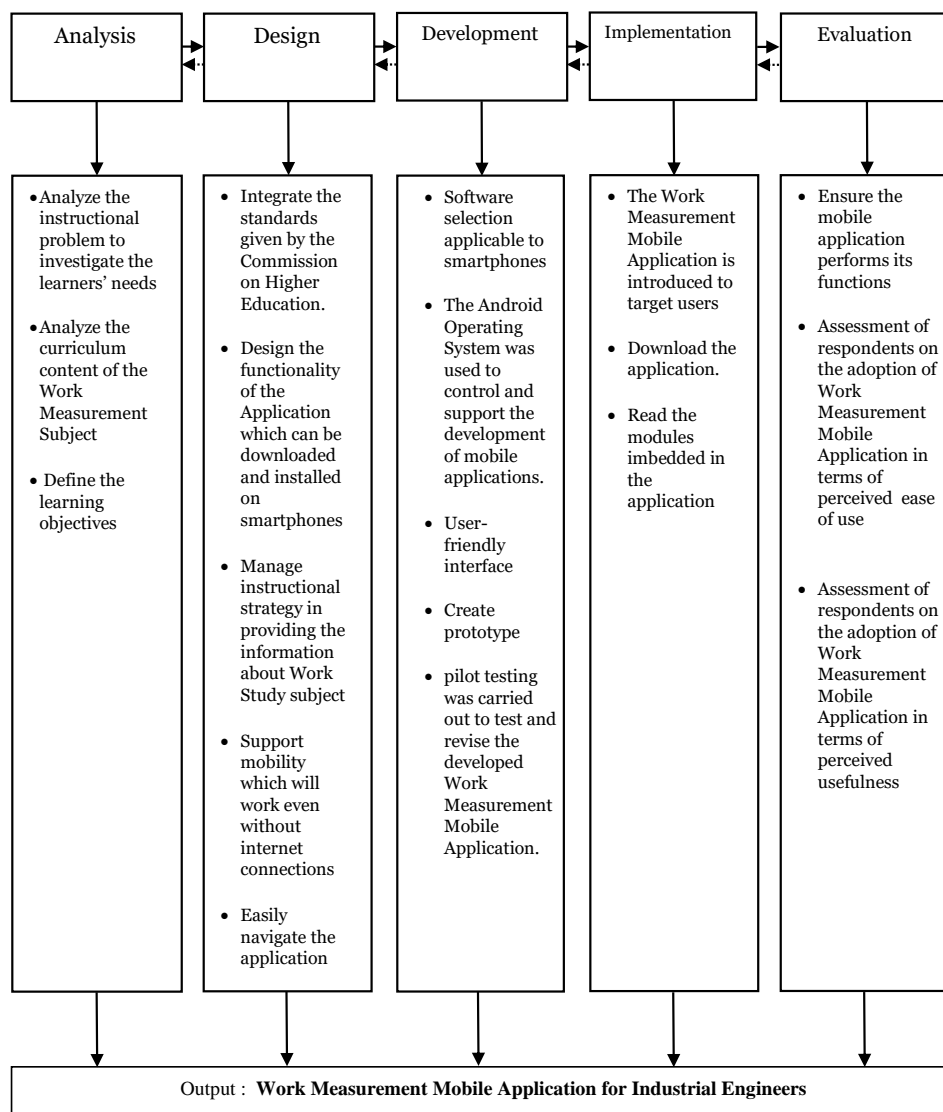 Analysis
Design
Development
Implementation
Evaluation
•Analyze the
instructional
problem to
investigate the
learners’ needs
•Analyze the
curriculum
content of the
Work
Measurement
Subject
• Define the
learning
objectives
• Integrate the
standards
given by the
Commission
on Higher
Education.
• Design the
functionality
of the
Application
which can be
downloaded
and installed
on
smartphones
• Manage
instructional
strategy in
providing the
information
about Work
Study subject
• Support
mobility
which will
work even
without
internet
connections
• Easily
navigate the
application
• Software
selection
applicable to
smartphones
• The Android
Operating
System was
used to
control and
support the
development
of mobile
applications.
• User-
friendly
interface
• Create
prototype
• pilot testing
was carried
out to test and
revise the
developed
Work
Measurement
Mobile
Application.
• The Work
Measurement
Mobile
Application is
introduced to
target users
• Download the
application.
• Read the
modules
imbedded in
the
application
• Ensure the
mobile
application
performs its
functions
• Assessment of
respondents on
the adoption of
Work
Measurement
Mobile
Application in
terms of
perceived ease
of use
• Assessment of
respondents on
the adoption of
Work
Measurement
Mobile
Application in
terms of
perceived
usefulness
Output : Work Measurement Mobile Application for Industrial Engineers